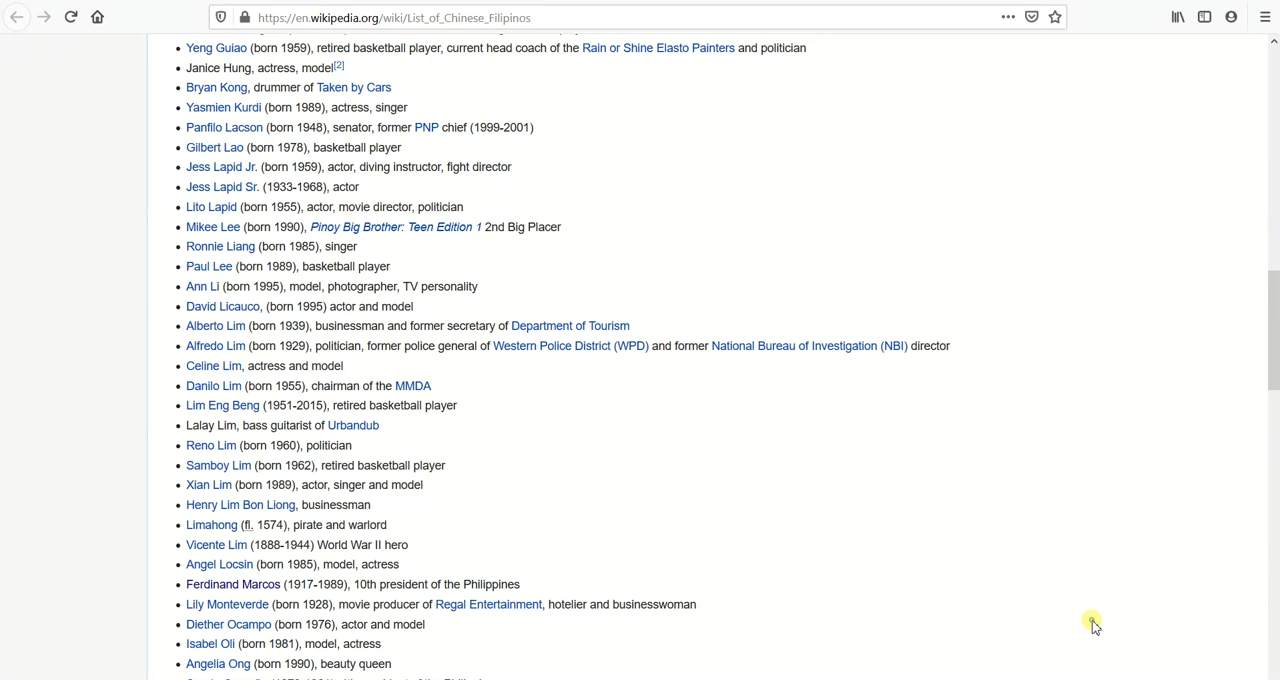 https://en.wikipedia.org/wiki/List_of_Chinese_Filipinos
Yeng Guiao (born 1959), retired basketball player, current head coach of the Rain or Shine Elasto Painters and politician
Janice Hung, actress, model[2]
Bryan Kong, drummer of Taken by Cars
Yasmien Kurdi (born 1989), actress, singer
Panfilo Lacson (born 1948), senator, former PNP chief (1999-2001)
Gilbert Lao (born 1978), basketball player
Jess Lapid Jr. (born 1959), actor, diving instructor, fight director
Jess Lapid Sr. (1933-1968), actor
Lito Lapid (born 1955), actor, movie director, politician
Mikee Lee (born 1990), Pinoy Big Brother: Teen Edition 1 2nd Big Placer
Ronnie Liang (born 1985), singer
Paul Lee (born 1989), basketball player
Ann Li (born 1995), model, photographer, TV personality
David Licauco, (born 1995) actor and model
Alberto Lim (born 1939), businessman and former secretary of Department of Tourism
Alfredo Lim (born 1929), politician, former police general of Western Police District (WPD) and former National Bureau of Investigation (NBI) director
Celine Lim, actress and model
Danilo Lim (born 1955), chairman of the MMDA
Lim Eng Beng (1951-2015), retired basketball player
Lalay Lim, bass guitarist of Urbandub
Reno Lim (born 1960), politician
Samboy Lim (born 1962), retired basketball player
Xian Lim (born 1989), actor, singer and model
Henry Lim Bon Liong, businessman
Limahong (fl. 1574), pirate and warlord
Vicente Lim (1888-1944) World War II hero
Angel Locsin (born 1985), model, actress
Ferdinand Marcos (1917-1989), 10th president of the Philippines
Lily Monteverde (born 1928), movie producer of Regal Entertainment, hotelier and businesswoman
Diether Ocampo (born 1976), actor and model
Isabel Oli (born 1981), model, actress
Angelia Ong (born 1990), beauty queen